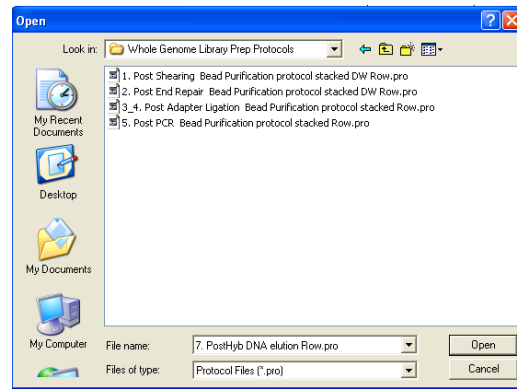 Open
Look in:
Whole Genome Library Prep Protocols
1. Post Shearing Bead Purification protocol stacked DW Row.pro
2. Post End Repair Bead Purification protocol stacked DW Row.pro
3_4. Post Adapter Ligation Bead Purification protocol stacked Row.pro
5. Post PCR Bead Purification protocol stacked Row.pro
My Recent
Documents
Desktop
My Documents
My Computer
File name:
7. PostHyb DNA elution Row.pro
Open
Files of type:
Protocol Files (*.pro)
Cancel